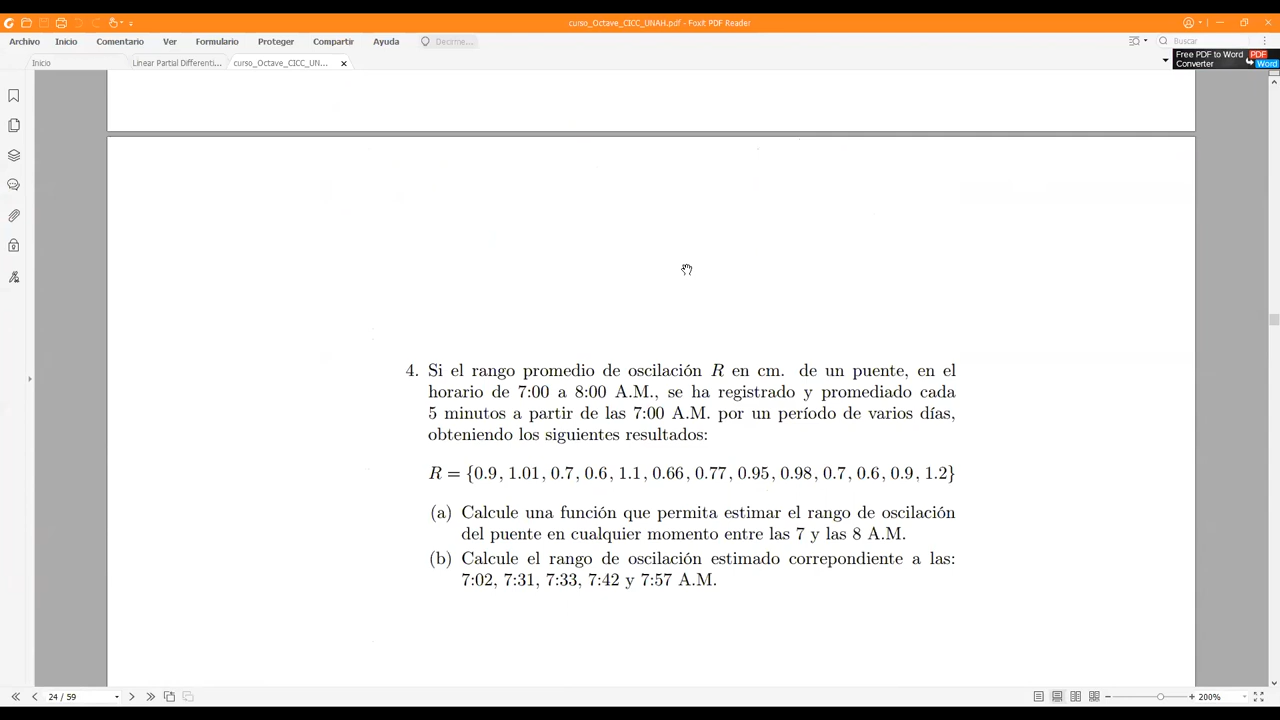 curso_Octave_CICC_UNAH.pdf - Foxit PDF Reader
Archivo Inicio Comentario Ver Formulario Proteger Compartir Ayuda Decirme...
Buscar
Inicio Linear Partial Differenti... curso_Octave_CICC_UN...
Free PDF to Word
Converter
PDF
Word
4. Si el rango promedio de oscilación R en cm. de un puente, en el
horario de 7:00 a 8:00 A.M., se ha registrado y promediado cada
5 minutos a partir de las 7:00 A.M. por un período de varios días,
obteniendo los siguientes resultados:
R = {0.9, 1.01, 0.7, 0.6, 1.1, 0.66, 0.77, 0.95, 0.98, 0.7, 0.6, 0.9, 1.2}
(a) Calcule una función que permita estimar el rango de oscilación
del puente en cualquier momento entre las 7 y las 8 A.M.
(b) Calcule el rango de oscilación estimado correpondiente a las:
7:02, 7:31, 7:33, 7:42 y 7:57 A.M.
24 / 59
200%